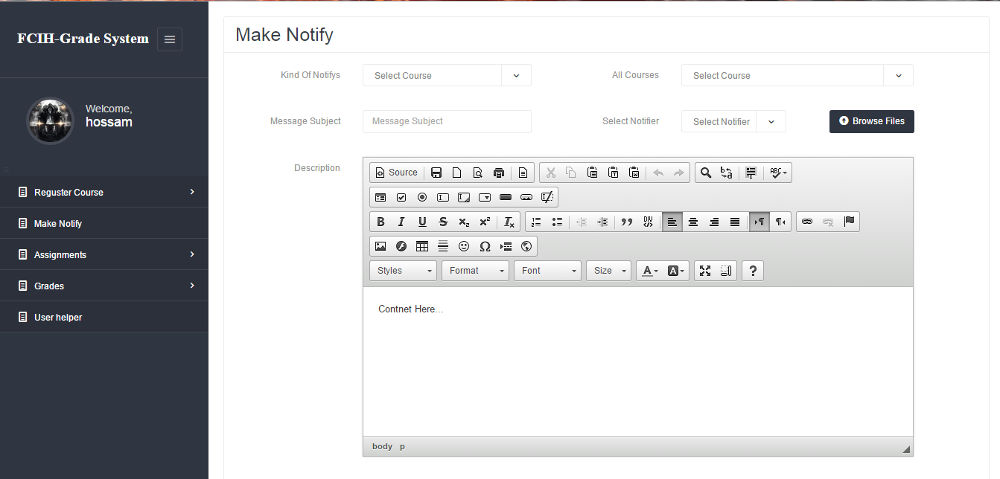 FCIH-Grade System
Welcome,
hossam
Reguster Course
Make Notify
Assignments
Grades
User helper
Make Notify
Kind Of Notifys Select Course All Courses Select Course
Message Subject Message Subject Select Notifier Select Notifier Browse Files
Description
Source
Styles Format Font Size
Contnet Here...
body p